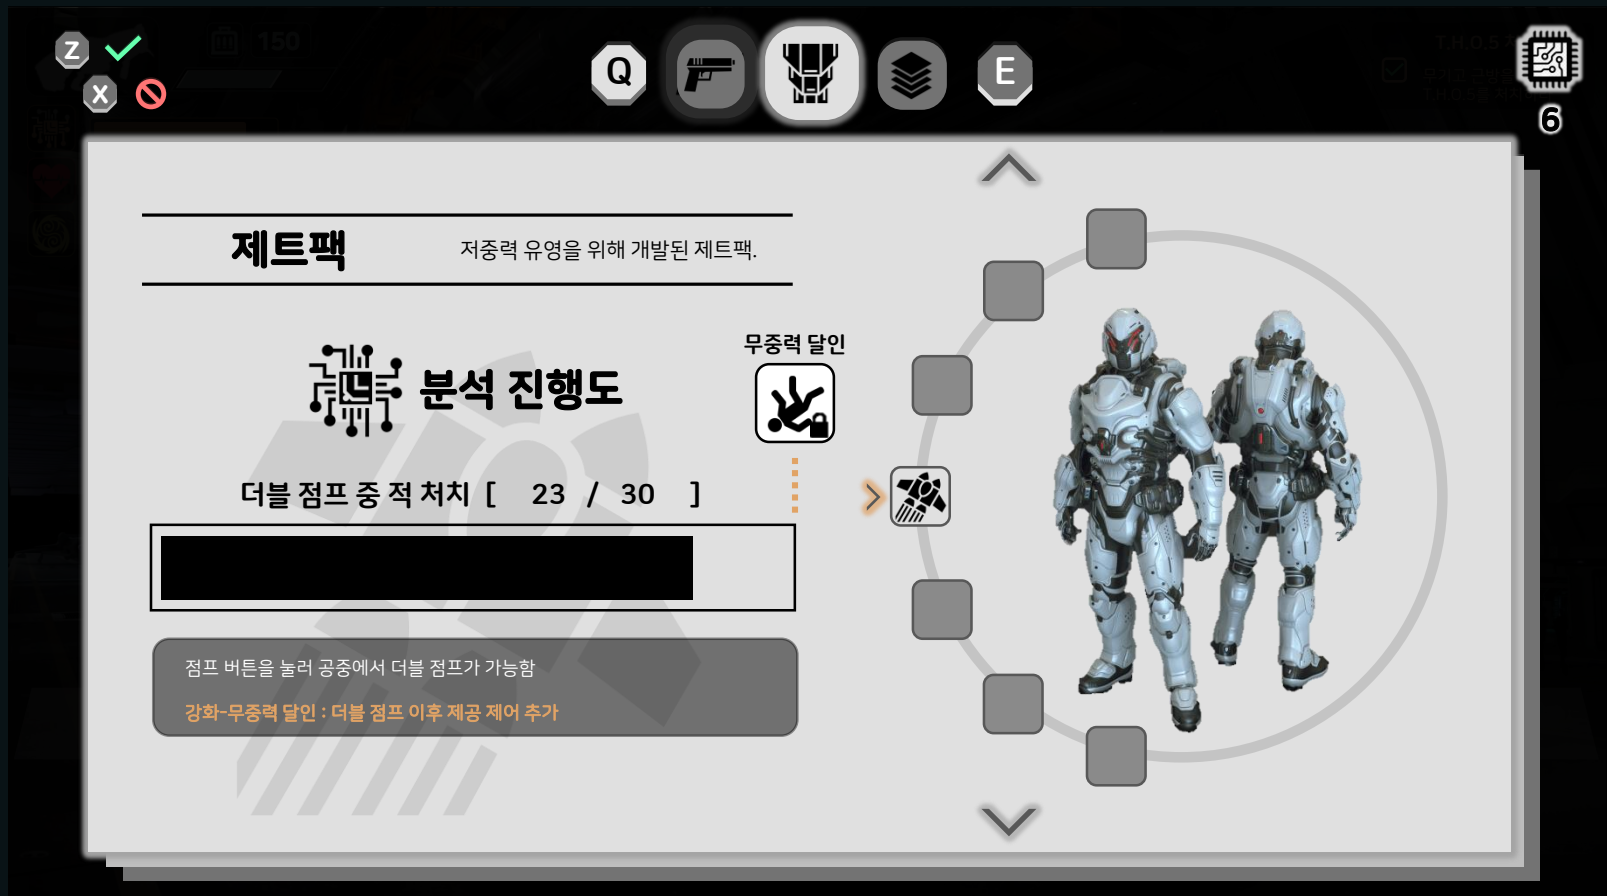 Z
150
X
Q
E
6
제트팩
저중력 유영을 위해 개발된 제트팩.
분석 진행도
무중력 달인
더블 점프 중 적 처치 [ 23 / 30 ]
점프 버튼을 눌러 공중에서 더블 점프가 가능함
강화-무중력 달인 : 더블 점프 이후 제공 제어 추가